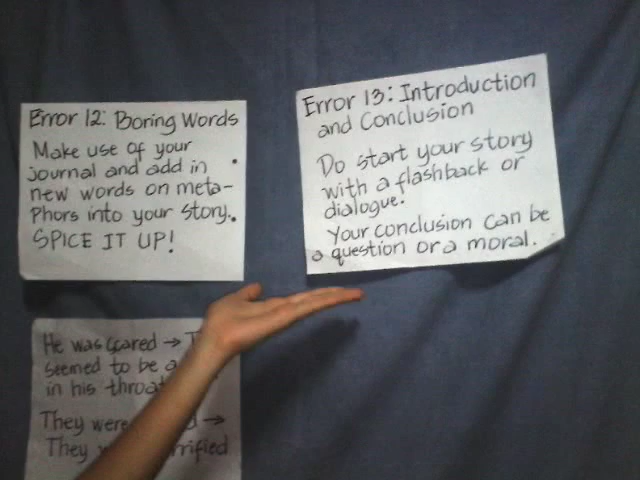 Error 12: Boring Words
Make use of your
journal and add in
new words on meta-
phors into your story.
SPICE IT UP!
Error 13: Introduction
and Conclusion
Do start your story
with a flashback or
dialogue.
Your conclusion can be
a question or a moral.
He was scared →
seemed to be a
in his throat
They were →
They